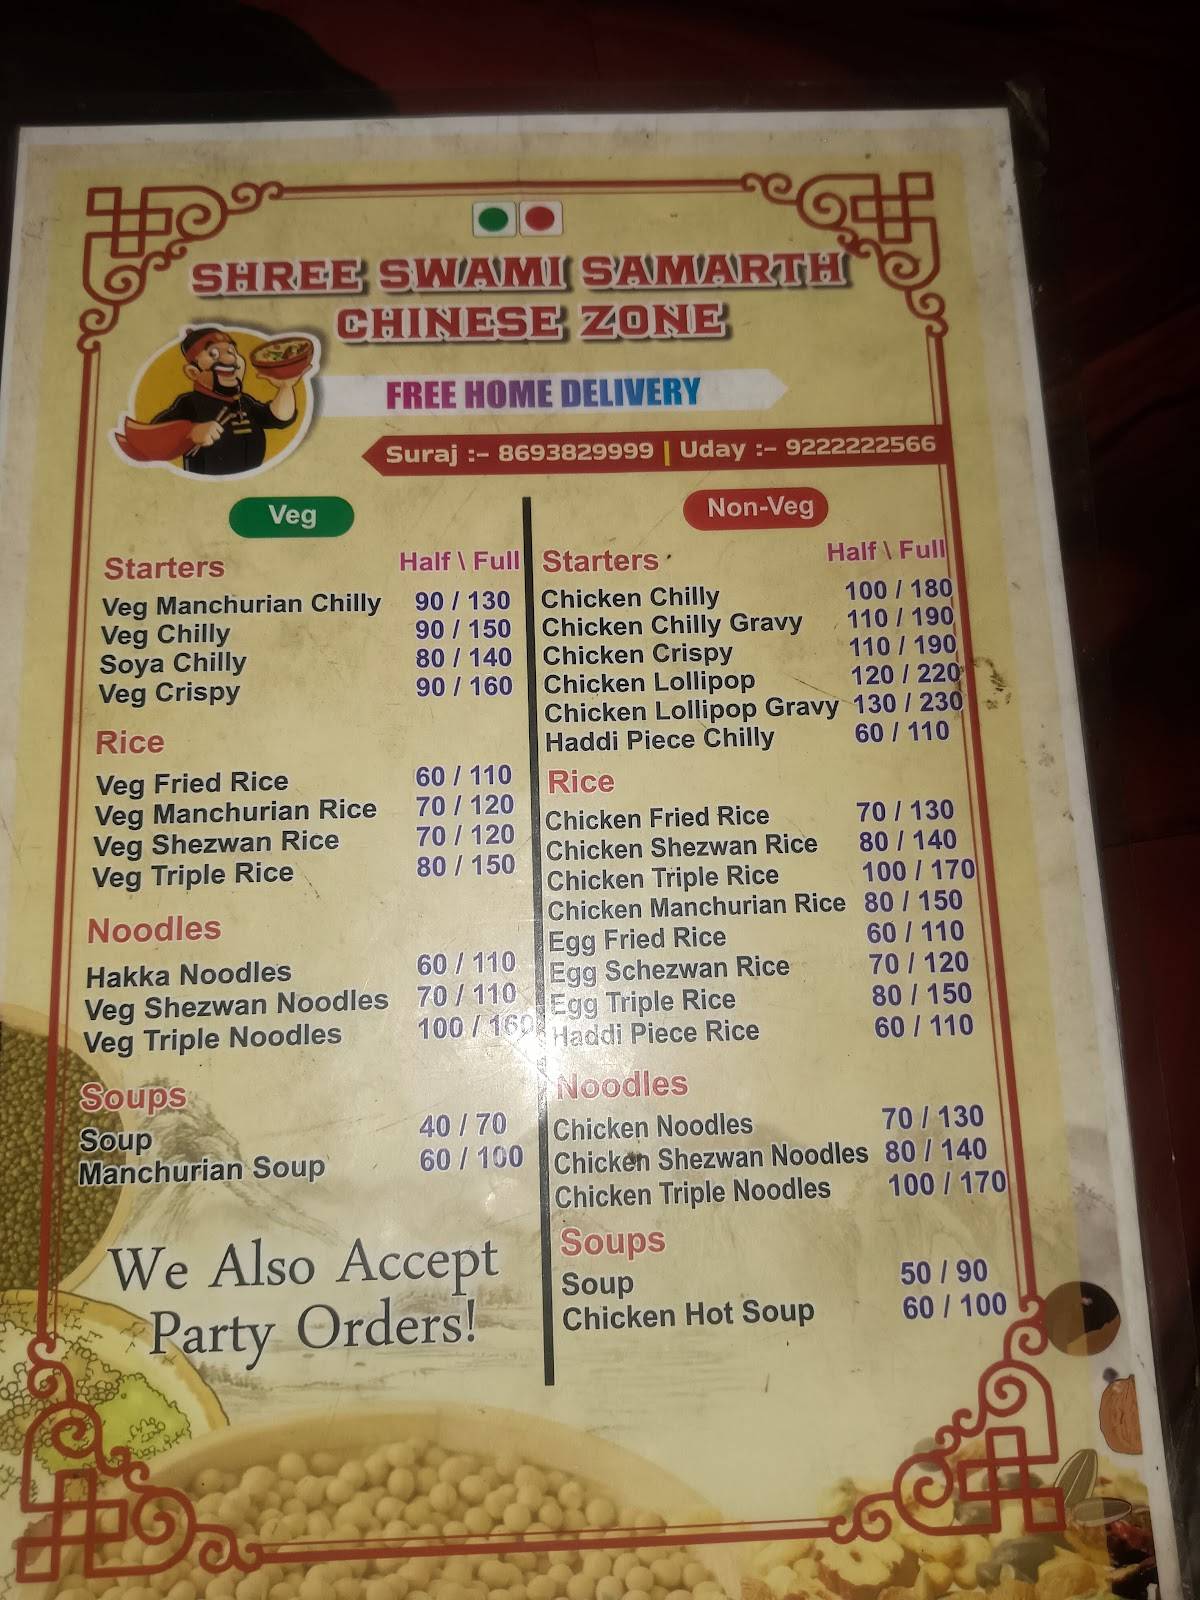 SHREE SWAMI SAMARTH
CHINESE ZONE
FREE HOME DELIVERY
Suraj :- 8693829999 | Uday :- 9222222566
Veg
Starters Half \ Full
Veg Manchurian Chilly 90 / 130
Veg Chilly 90 / 150
Soya Chilly 80 / 140
Veg Crispy 90 / 160
Rice
Veg Fried Rice 60 / 110
Veg Manchurian Rice 70 / 120
Veg Shezwan Rice 70 / 120
Veg Triple Rice 80 / 150
Noodles
Hakka Noodles 60 / 110
Veg Shezwan Noodles 70 / 110
Veg Triple Noodles 100 / 160
Soups
Soup 40 / 70
Manchurian Soup 60 / 100
We Also Accept
Party Orders!
Non-Veg
Starters Half \ Full
Chicken Chilly 100 / 180
Chicken Chilly Gravy 110 / 190
Chicken Crispy 110 / 190
Chicken Lollipop 120 / 220
Chicken Lollipop Gravy 130 / 230
Haddi Piece Chilly 60 / 110
Rice
Chicken Fried Rice 70 / 130
Chicken Shezwan Rice 80 / 140
Chicken Triple Rice 100 / 170
Chicken Manchurian Rice 80 / 150
Egg Fried Rice 60 / 110
Egg Schezwan Rice 70 / 120
Egg Triple Rice 80 / 150
Haddi Piece Rice 60 / 110
Noodles
Chicken Noodles 70 / 130
Chicken Shezwan Noodles 80 / 140
Chicken Triple Noodles 100 / 170
Soups
Soup 50 / 90
Chicken Hot Soup 60 / 100